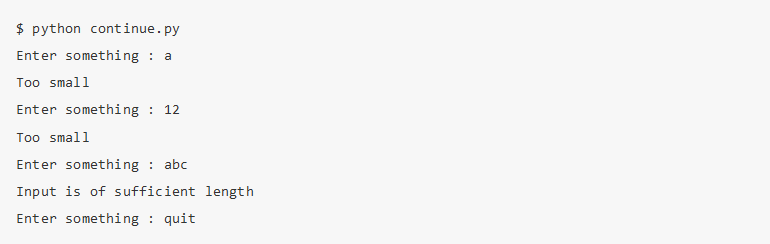 $ python continue.py
Enter something : a
Too small
Enter something : 12
Too small
Enter something : abc
Input is of sufficient length
Enter something : quit